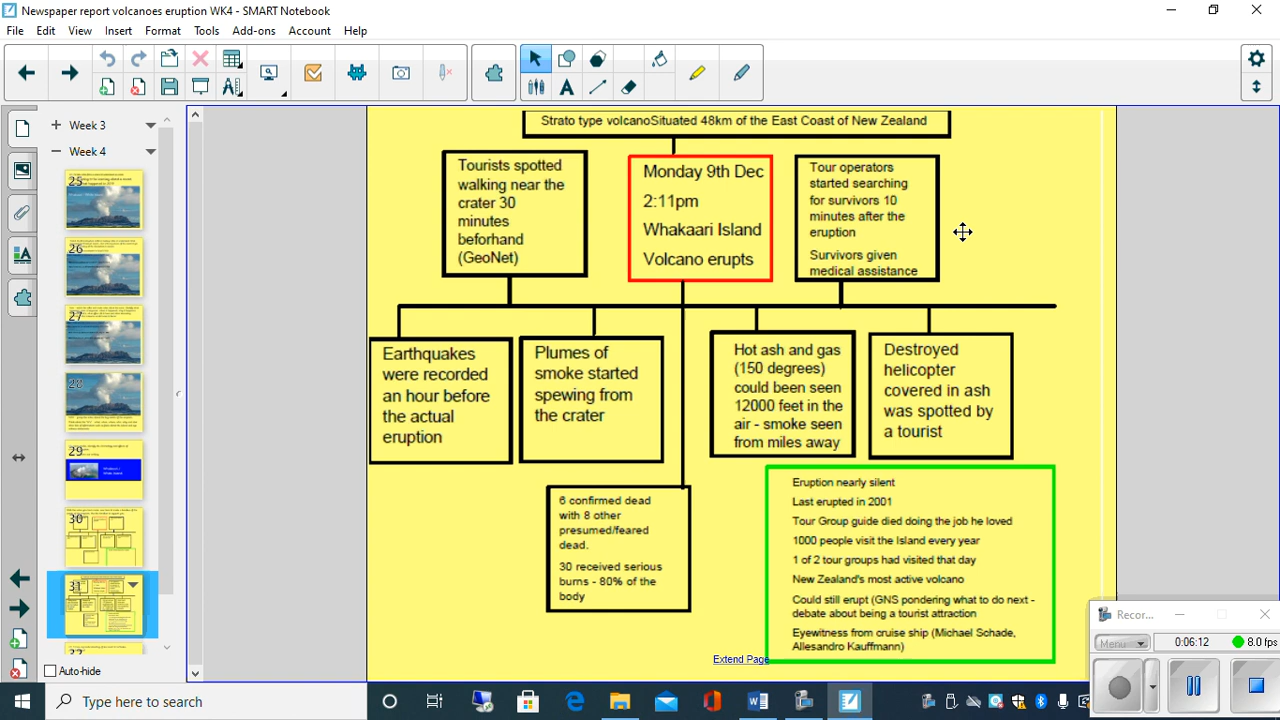 Newspaper report volcanoes eruption WK4 - SMART Notebook
File Edit View Insert Format Tools Add-ons Account Help
Week 3
Week 4
25
26
27
28
29
30
31
Auto-hide
Strato type volcanoSituated 48km of the East Coast of New Zealand
Tourists spotted
walking near the
crater 30
minutes
beforhand
(GeoNet)
Monday 9th Dec
2:11pm
Whakaari Island
Volcano erupts
Tour operators
started searching
for survivors 10
minutes after the
eruption
Survivors given
medical assistance
Earthquakes
were recorded
an hour before
the actual
eruption
Plumes of
smoke started
spewing from
the crater
Hot ash and gas
(150 degrees)
could been seen
12000 feet in the
air - smoke seen
from miles away
Destroyed
helicopter
covered in ash
was spotted by
a tourist
6 confirmed dead
with 8 other
presumed/feared
dead.
30 received serious
burns - 80% of the
body
Eruption nearly silent
Last erupted in 2001
Tour Group guide died doing the job he loved
1000 people visit the Island every year
1 of 2 tour groups had visited that day
New Zealand's most active volcano
Could still erupt (GNS pondering what to do next -
debate about being a tourist attraction
Eyewitness from cruise ship (Michael Schade,
Allesandro Kauffmann)
Extend Page
Recor...
Menu
0:06:12
8.0 fps
Type here to search